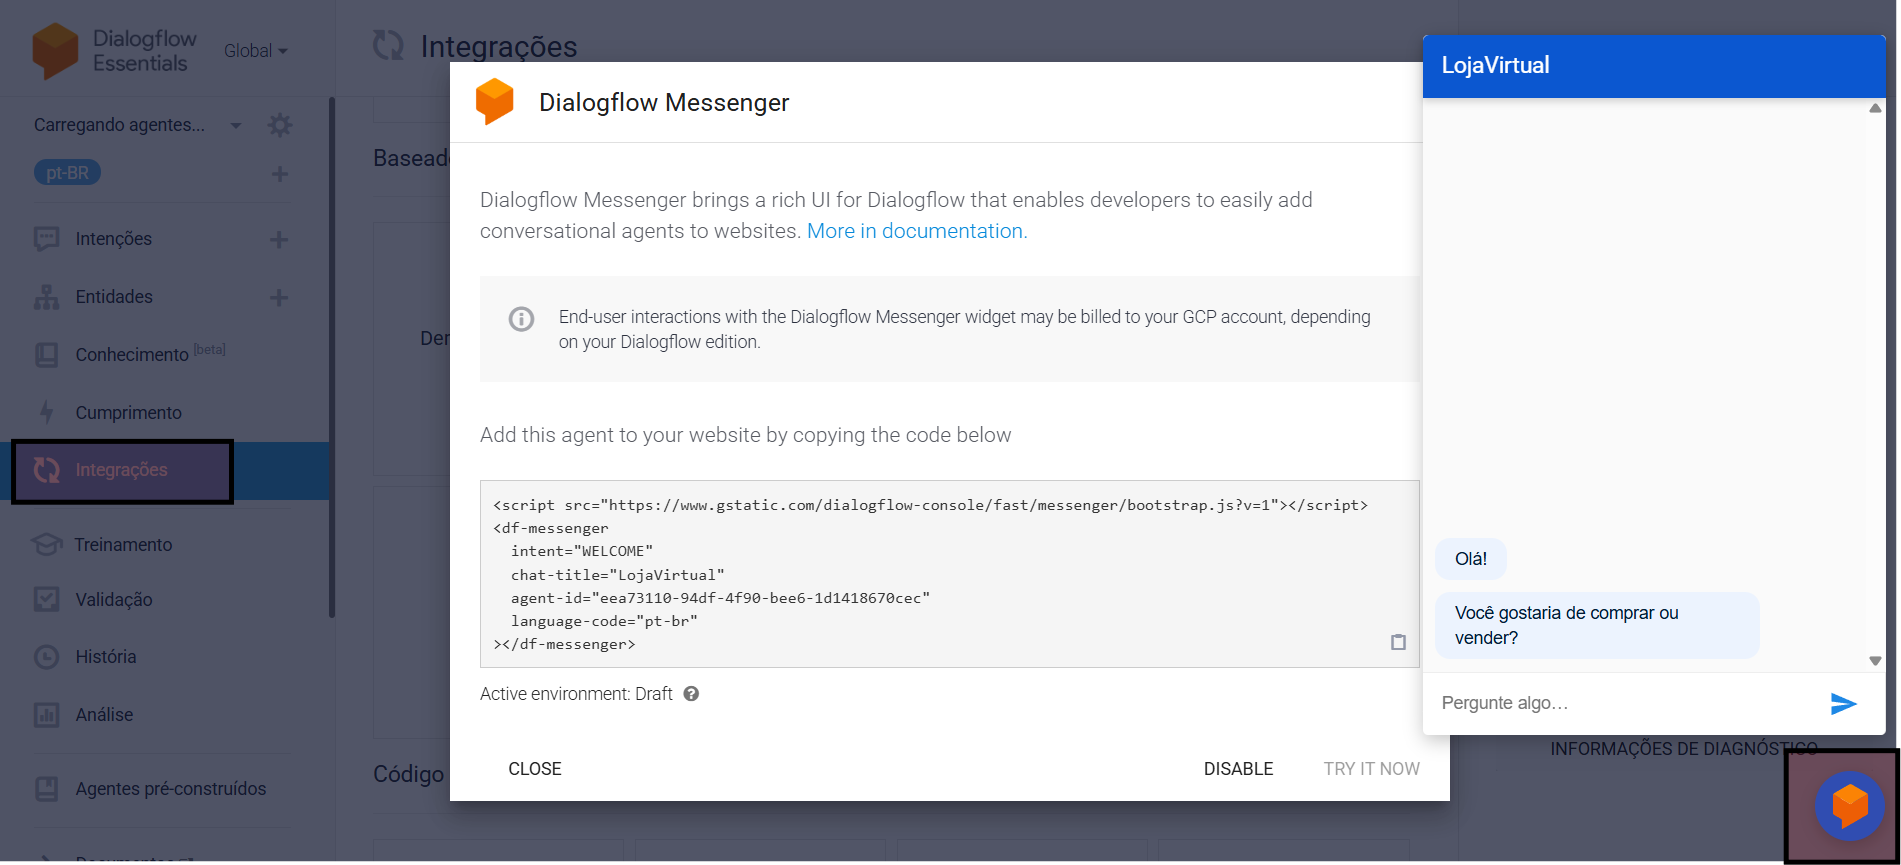 Dialogflow
Essentials
Global
Integrações
Carregando agentes...
pt-BR
Intenções
Entidades
Conhecimento [beta]
Cumprimento
Integrações
Treinamento
Validação
História
Análise
Agentes pré-construídos
Código
Dialogflow Messenger
Dialogflow Messenger brings a rich UI for Dialogflow that enables developers to easily add
conversational agents to websites. More in documentation.
End-user interactions with the Dialogflow Messenger widget may be billed to your GCP account, depending
on your Dialogflow edition.
Add this agent to your website by copying the code below
<script src="https://www.gstatic.com/dialogflow-console/fast/messenger/bootstrap.js?v=1"></script>
<df-messenger
intent="WELCOME"
chat-title="LojaVirtual"
agent-id="eea73110-94df-4f90-bee6-1d1418670cec"
language-code="pt-br"
></df-messenger>
Active environment: Draft
CLOSE
DISABLE
TRY IT NOW
LojaVirtual
Olá!
Você gostaria de comprar ou
vender?
Pergunte algo…
INFORMAÇÕES DE DIAGNÓSTICO